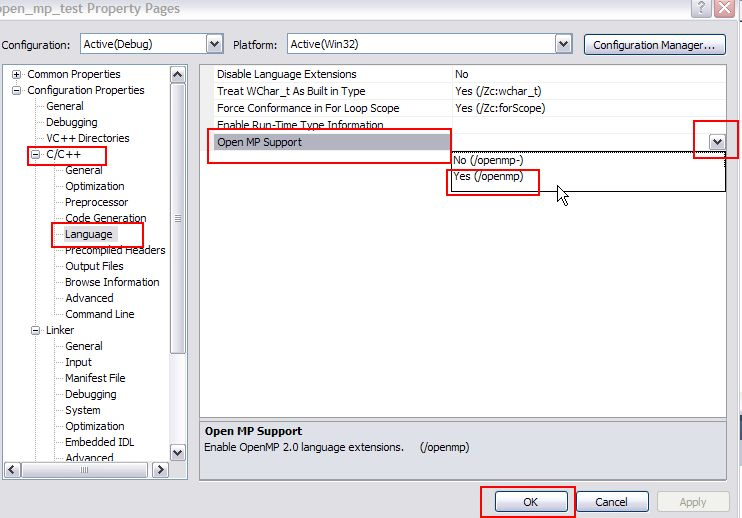 open_mp_test Property Pages
Configuration: Active(Debug) Platform: Active(Win32) Configuration Manager...
Common Properties
Configuration Properties
General
Debugging
VC++ Directories
C/C++
General
Optimization
Preprocessor
Code Generation
Language
Precompiled Headers
Output Files
Browse Information
Advanced
Command Line
Linker
General
Input
Manifest File
Debugging
System
Optimization
Embedded IDL
Advanced
Disable Language Extensions No
Treat WChar_t As Built in Type Yes (/Zc:wchar_t)
Force Conformance in For Loop Scope Yes (/Zc:forScope)
Enable Run-Time Type Information
Open MP Support
No (/openmp-)
Yes (/openmp)
Open MP Support
Enable OpenMP 2.0 language extensions. (/openmp)
OK Cancel Apply